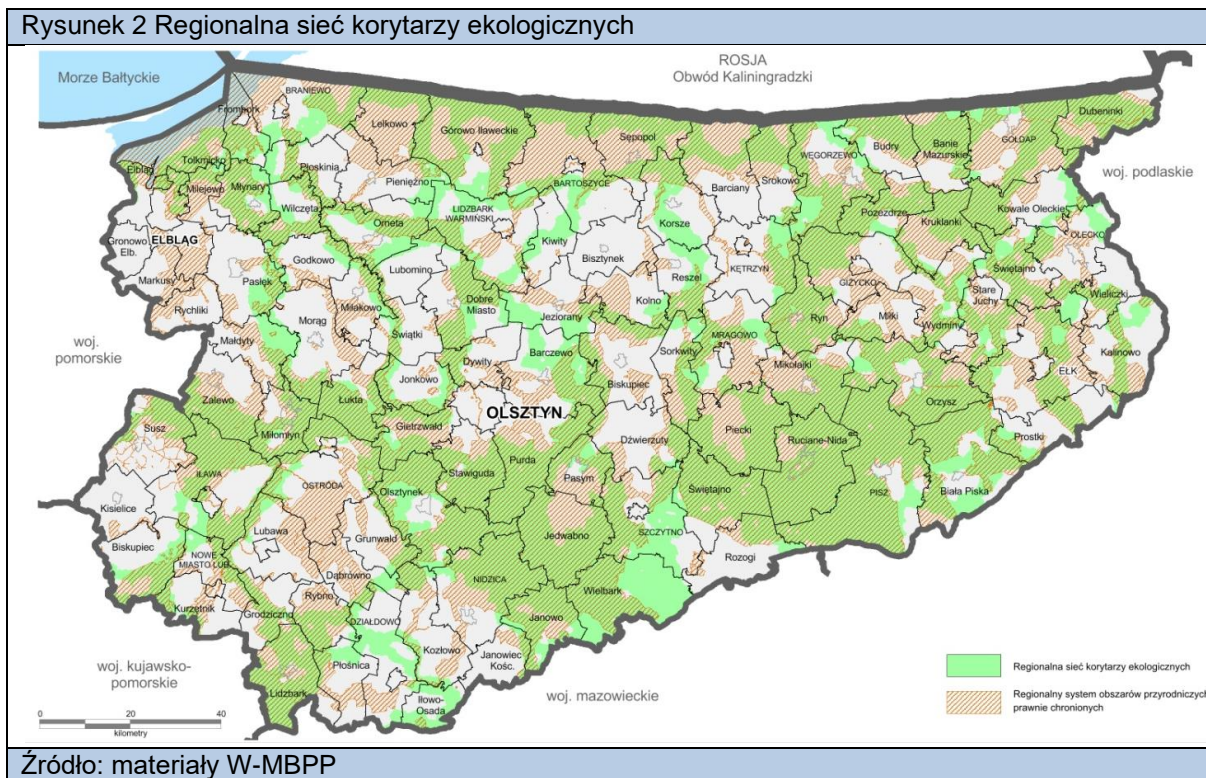 Rysunek 2 Regionalna sieć korytarzy ekologicznych
Morze Bałtyckie
ROSJA
Obwód Kaliningradzki
BRANIEWO
Frombork
Lelkowo
Górowo Iławeckie
Sępopol
Dubeninki
GOŁDAP
Banie
Mazurskie
Budry
WĘGORZEWO
woj. podlaskie
Tolkmicko
Elbląg
Płoskinia
Milejewo
Młynary
Pieniężno
BARTOSZYCE
Barciany
Srokowo
Wilczęta
LIDZBARK
WARMIŃSKI
Orneta
Korsze
Pozezdrze
Kruklanki
Kowale Oleckie
OLECKO
ELBLĄG
Gronowo
Elb.
Godkowo
Kiwity
Bisztynek
KĘTRZYN
Lubomino
Reszel
Świętajno
Markusy
Pasłęk
Kolno
GIŻYCKO
Stare
Juchy
Wieliczki
Rychliki
Miłakowo
Dobre
Miasto
Jeziorany
Ryn
Miłki
Wydminy
Morąg
Świątki
woj.
pomorskie
Małdyty
Barczewo
MRĄGOWO
Sorkwity
Kalinowo
Dywity
Mikołajki
EŁK
Jonkowo
Biskupiec
Zalewo
Łukta
OLSZTYN
Orzysz
Susz
Miłomłyn
Gietrzwałd
Piecki
Ruciane-Nida
Dźwierzuty
Prostki
Purda
IŁAWA
OSTRÓDA
Stawiguda
Pasym
Świętajno
PISZ
Biała Piska
Olsztynek
Kisielice
Lubawa
Grunwald
SZCZYTNO
Jedwabno
Biskupiec
NOWE
MIASTO LUB.
Rozogi
Dąbrówno
NIDZICA
Wielbark
Kurzętnik
Rybno
Grodziczno
Janowo
DZIAŁDOWO
Kozłowo
Janowiec
Kośc.
woj. kujawsko-
pomorskie
Płośnica
Lidzbark
Iłowo-
Osada
woj. mazowieckie
Regionalna sieć korytarzy ekologicznych
Regionalny system obszarów przyrodniczych
prawnie chronionych
0 20 40
kilometry
Źródło: materiały W-MBPP